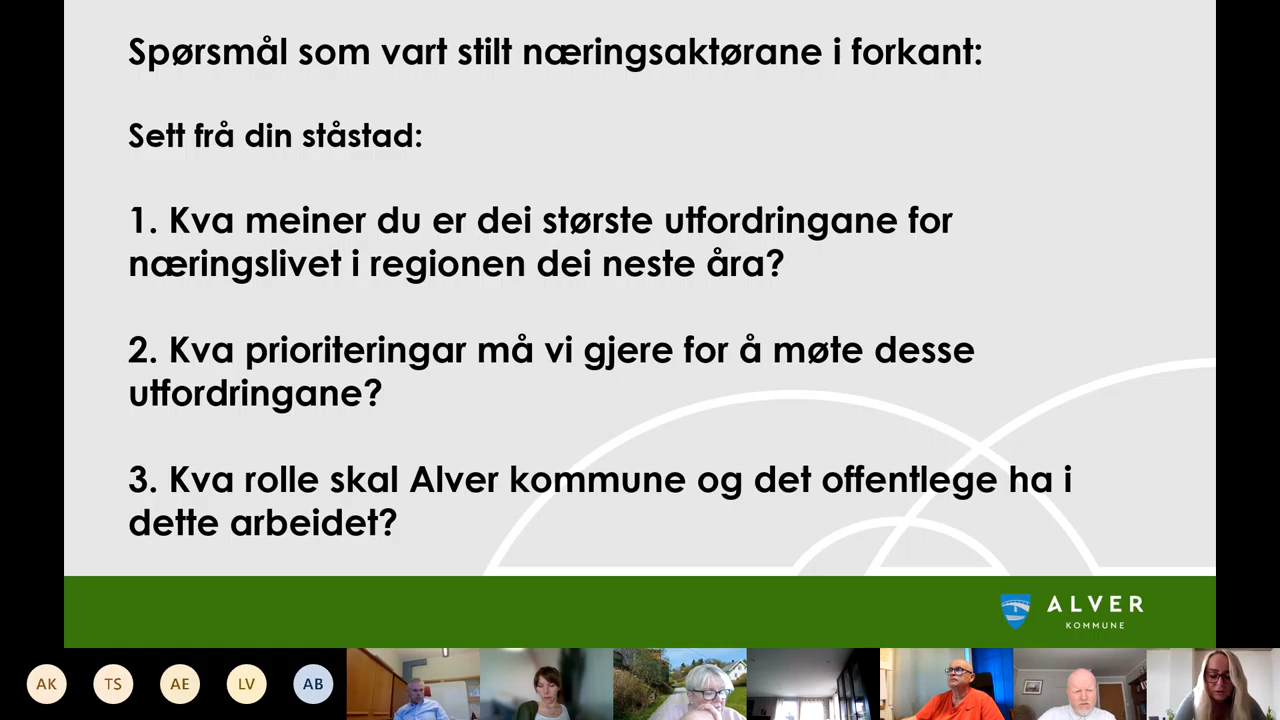 Spørsmål som vart stilt næringsaktørane i forkant:
Sett frå din ståstad:
1. Kva meiner du er dei største utfordringane for
næringslivet i regionen dei neste åra?
2. Kva prioriteringar må vi gjere for å møte desse
utfordringane?
3. Kva rolle skal Alver kommune og det offentlege ha i
dette arbeidet?
ALVER
KOMMUNE
AK TS AE LV AB